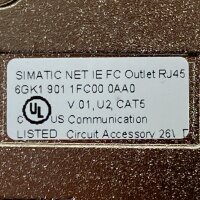 SIMATIC NET IE FC Outlet RJ45
6GK1 901 1FC00 0AA0
V 01, U2, CAT5
UL
C US Communication
LISTED Circuit Accessory 26